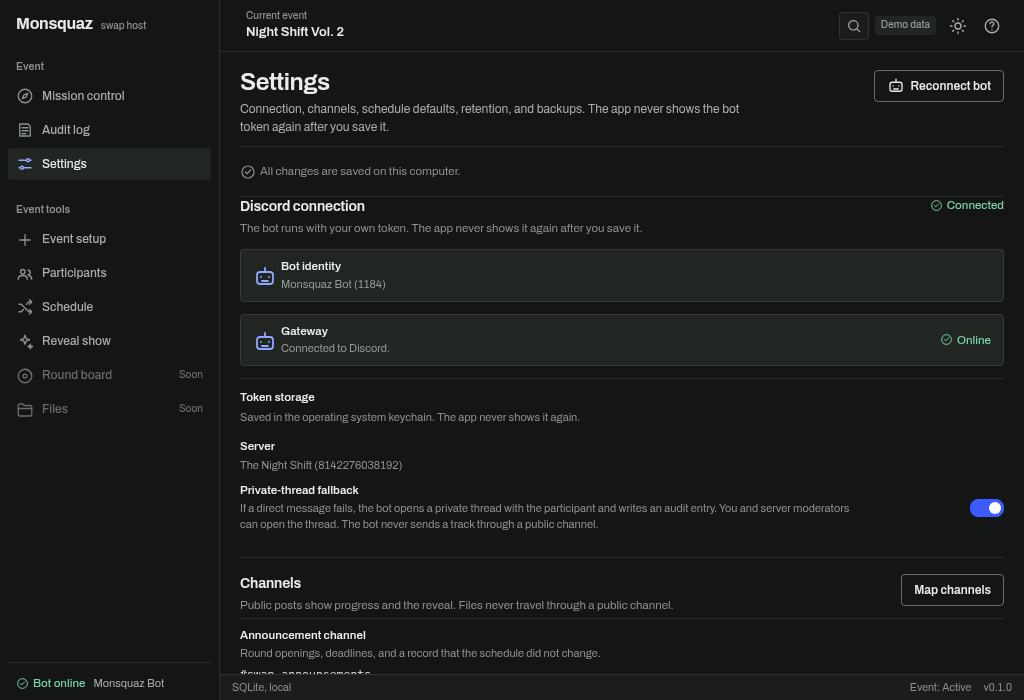 Monsquaz swap host
Event
Mission control
Audit log
Settings
Event tools
Event setup
Participants
Schedule
Reveal show
Round board Soon
Files Soon
Bot online Monsquaz Bot
Current event
Night Shift Vol. 2
Demo data
Settings
Reconnect bot
Connection, channels, schedule defaults, retention, and backups. The app never shows the bot
token again after you save it.
All changes are saved on this computer.
Discord connection
Connected
The bot runs with your own token. The app never shows it again after you save it.
Bot identity
Monsquaz Bot (1184)
Gateway
Connected to Discord.
Online
Token storage
Saved in the operating system keychain. The app never shows it again.
Server
The Night Shift (8142276038192)
Private-thread fallback
If a direct message fails, the bot opens a private thread with the participant and writes an audit entry. You and server moderators
can open the thread. The bot never sends a track through a public channel.
Channels
Map channels
Public posts show progress and the reveal. Files never travel through a public channel.
Announcement channel
Round openings, deadlines, and a record that the schedule did not change.
#swap-announcements
SQLite, local
Event: Active v0.1.0